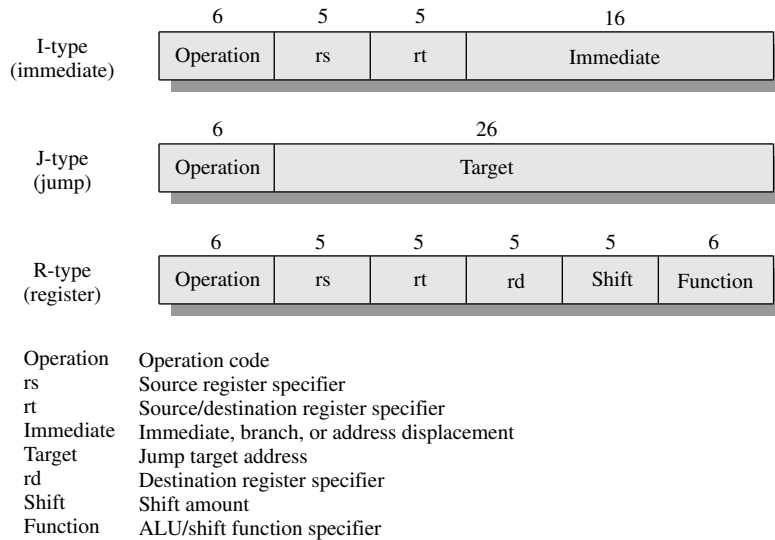 6 5 5 16
I-type
(immediate)
Operation rs rt Immediate
6 26
J-type
(jump)
Operation Target
6 5 5 5 5 6
R-type
(register)
Operation rs rt rd Shift Function
Operation Operation code
rs Source register specifier
rt Source/destination register specifier
Immediate Immediate, branch, or address displacement
Target Jump target address
rd Destination register specifier
Shift Shift amount
Function ALU/shift function specifier